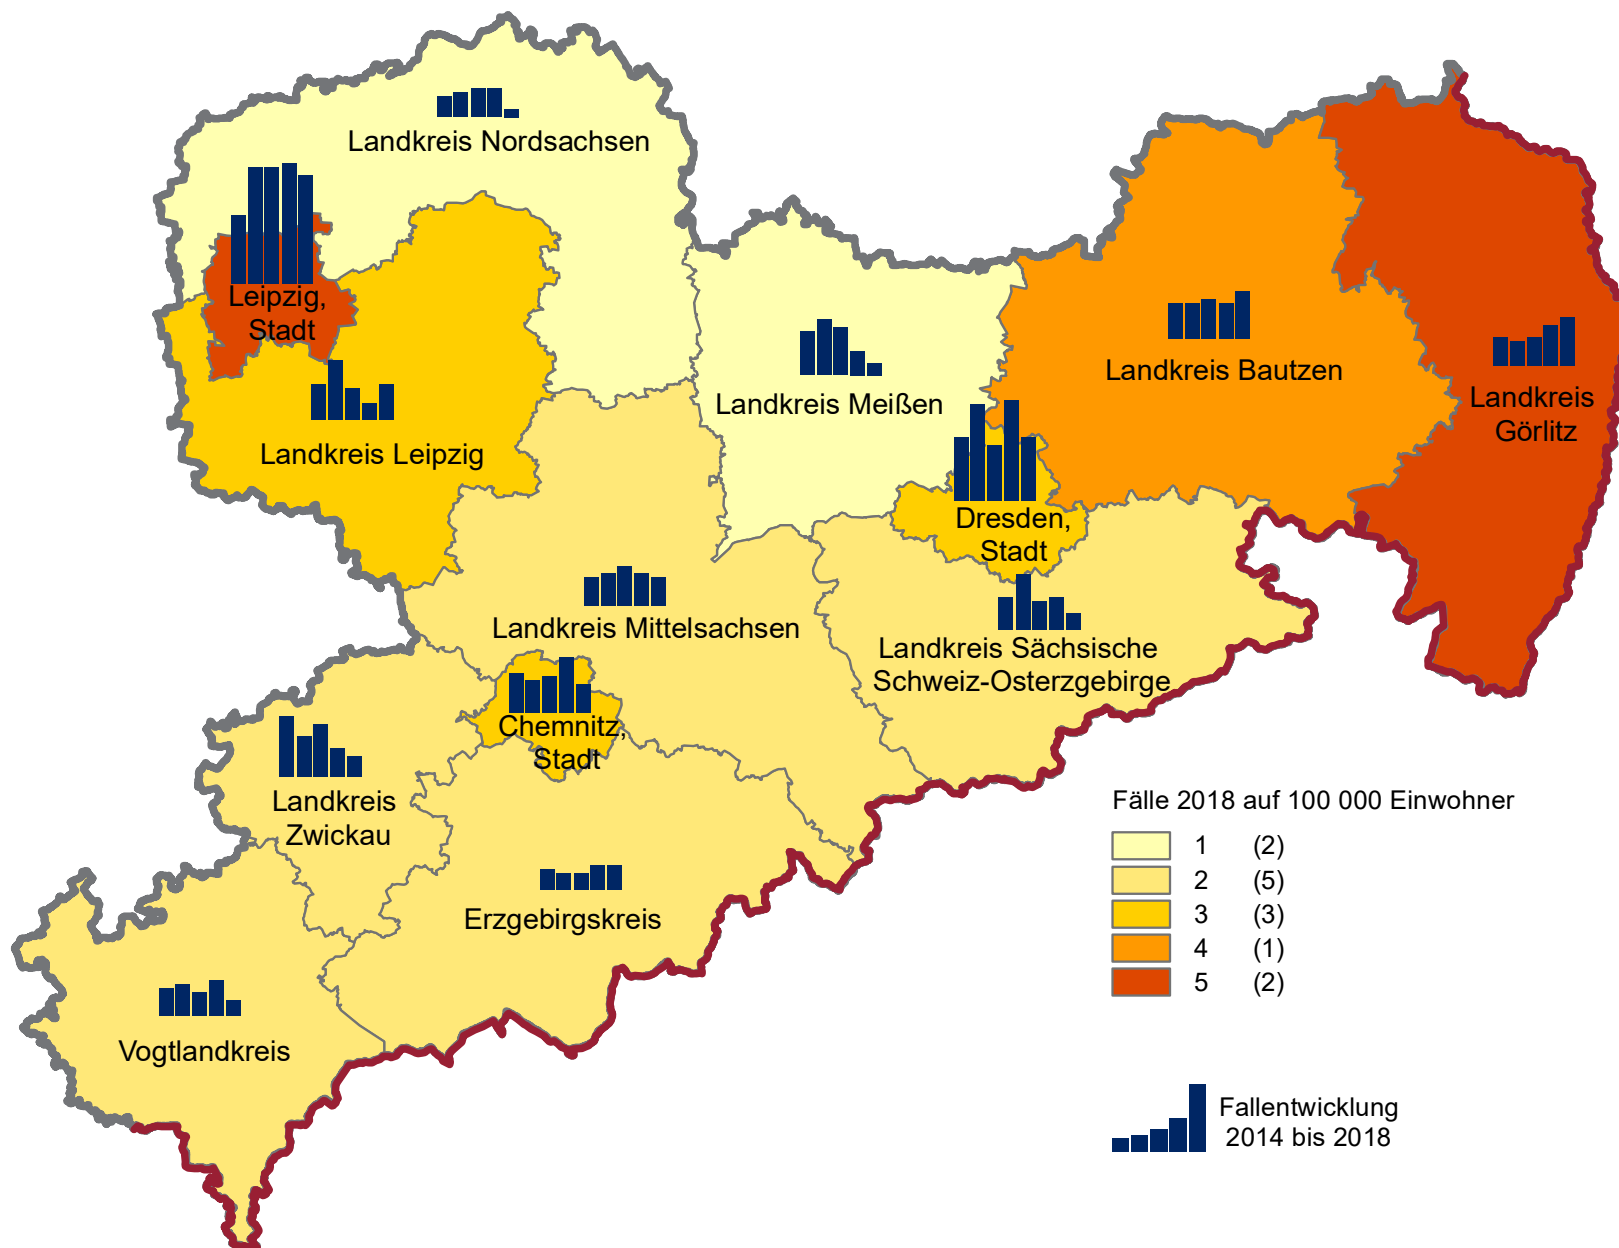 Landkreis Nordsachsen
Leipzig,
Stadt
Landkreis Leipzig
Landkreis Meißen
Landkreis Bautzen
Landkreis
Görlitz
Dresden,
Stadt
Landkreis Mittelsachsen
Landkreis Sächsische
Schweiz-Osterzgebirge
Chemnitz,
Stadt
Landkreis
Zwickau
Erzgebirgskreis
Vogtlandkreis
Fälle 2018 auf 100 000 Einwohner
1 (2)
2 (5)
3 (3)
4 (1)
5 (2)
Fallentwicklung
2014 bis 2018